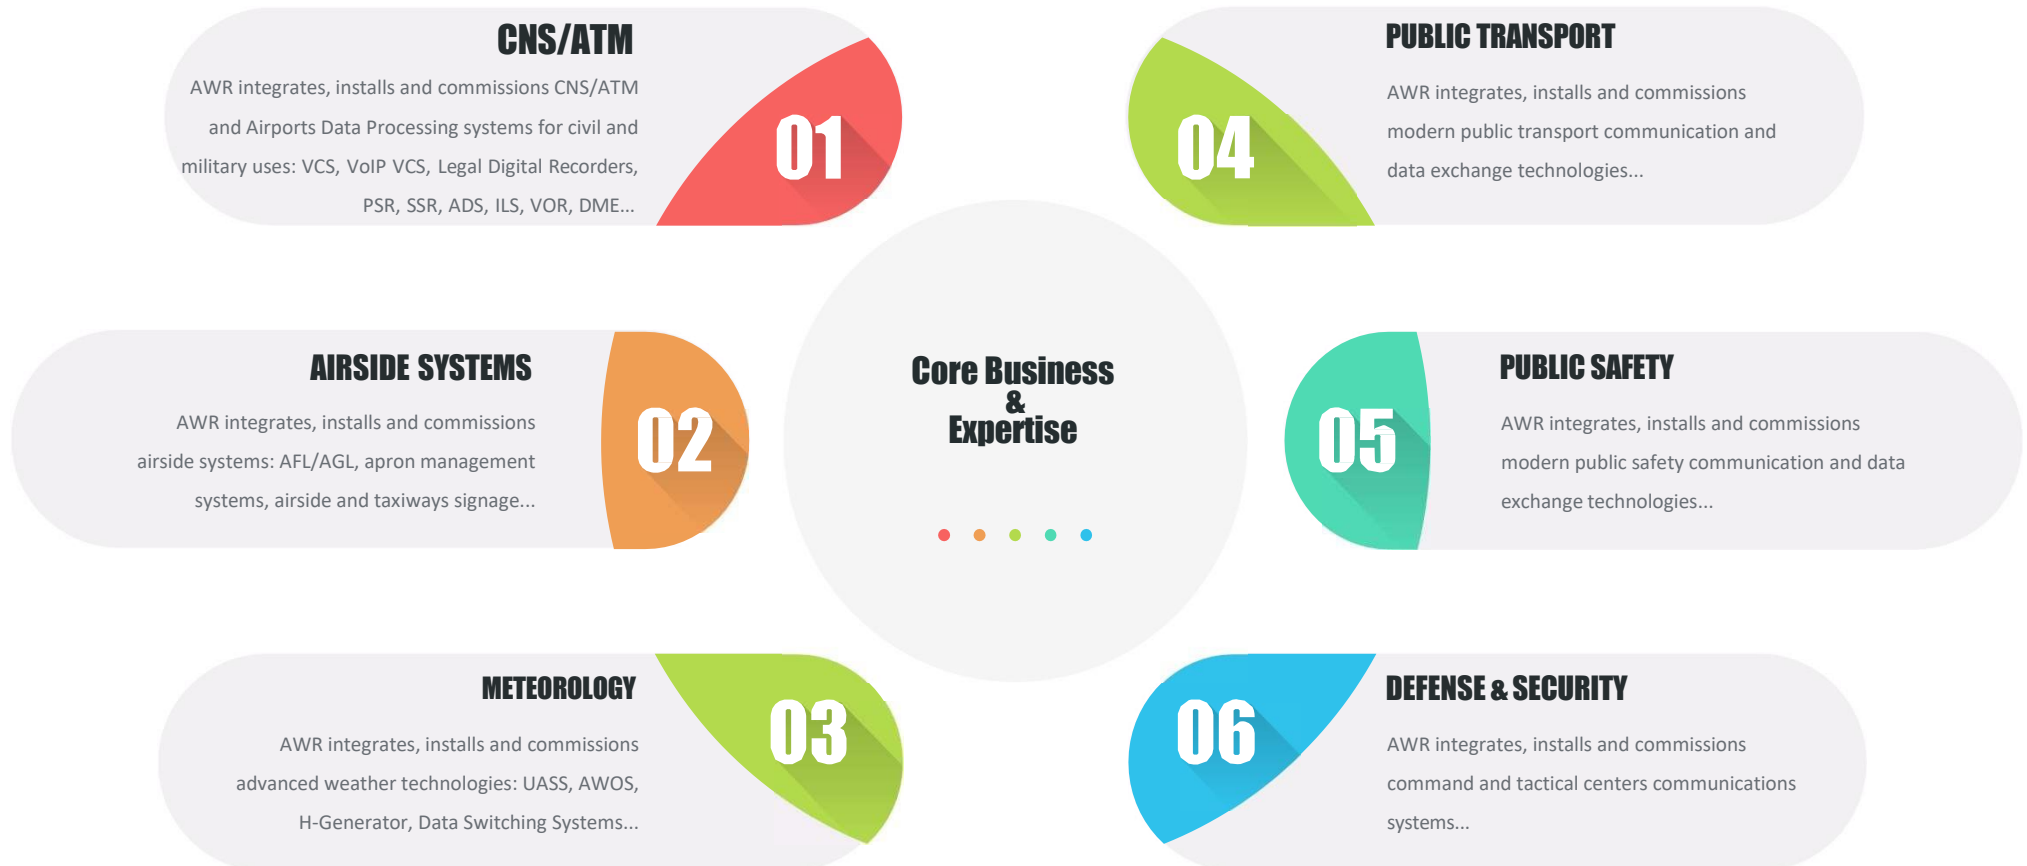 CNS/ATM
AWR integrates, installs and commissions CNS/ATM
and Airports Data Processing systems for civil and
military uses: VCS, VoIP VCS, Legal Digital Recorders,
PSR, SSR, ADS, ILS, VOR, DME...
01
AIRSIDE SYSTEMS
AWR integrates, installs and commissions
airside systems: AFL/AGL, apron management
systems, airside and taxiways signage...
02
METEOROLOGY
AWR integrates, installs and commissions
advanced weather technologies: UASS, AWOS,
H-Generator, Data Switching Systems...
03
Core Business
&
Expertise
PUBLIC TRANSPORT
AWR integrates, installs and commissions
modern public transport communication and
data exchange technologies...
04
PUBLIC SAFETY
AWR integrates, installs and commissions
modern public safety communication and data
exchange technologies...
05
DEFENSE & SECURITY
AWR integrates, installs and commissions
command and tactical centers communications
systems...
06